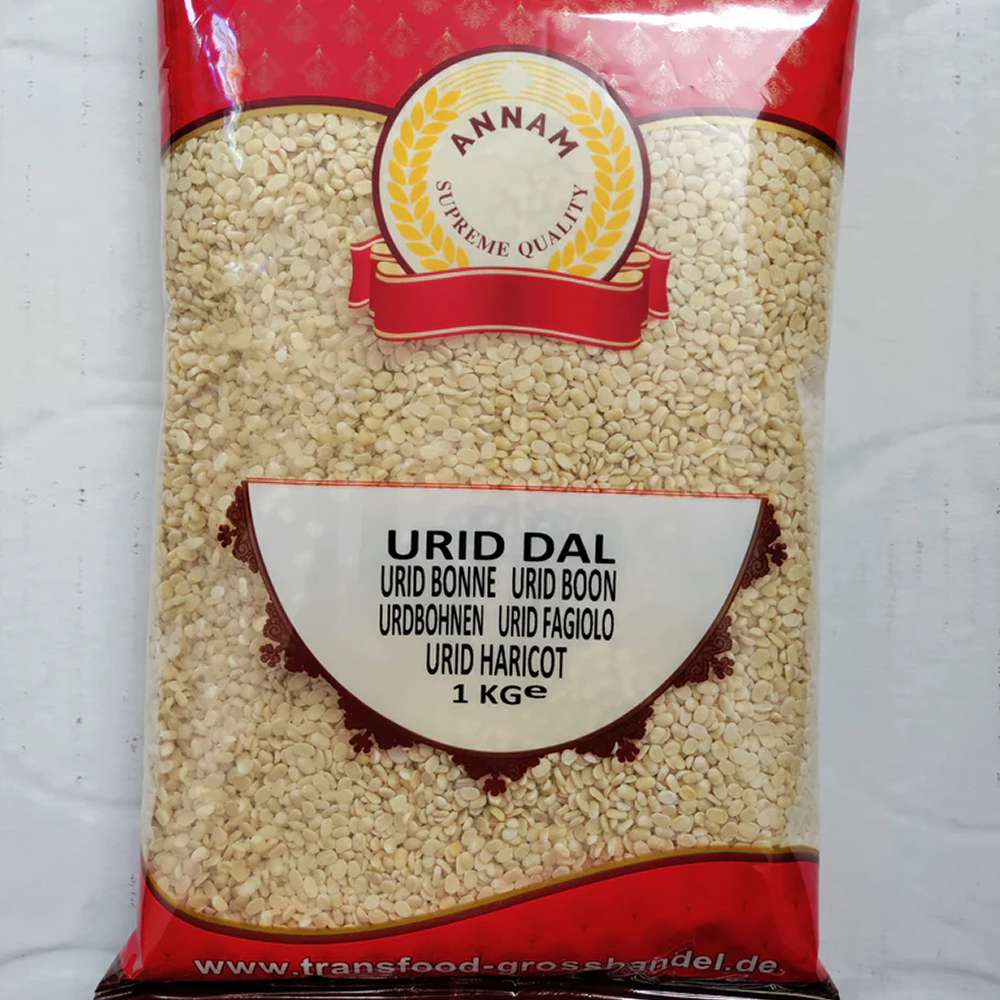 ANNAM
SUPREME QUALITY
URID DAL
URID BONNE URID BOON
URDBOHNEN URID FAGIOLO
URID HARICOT
1 KG℮
www.transfood-grosshandel.de